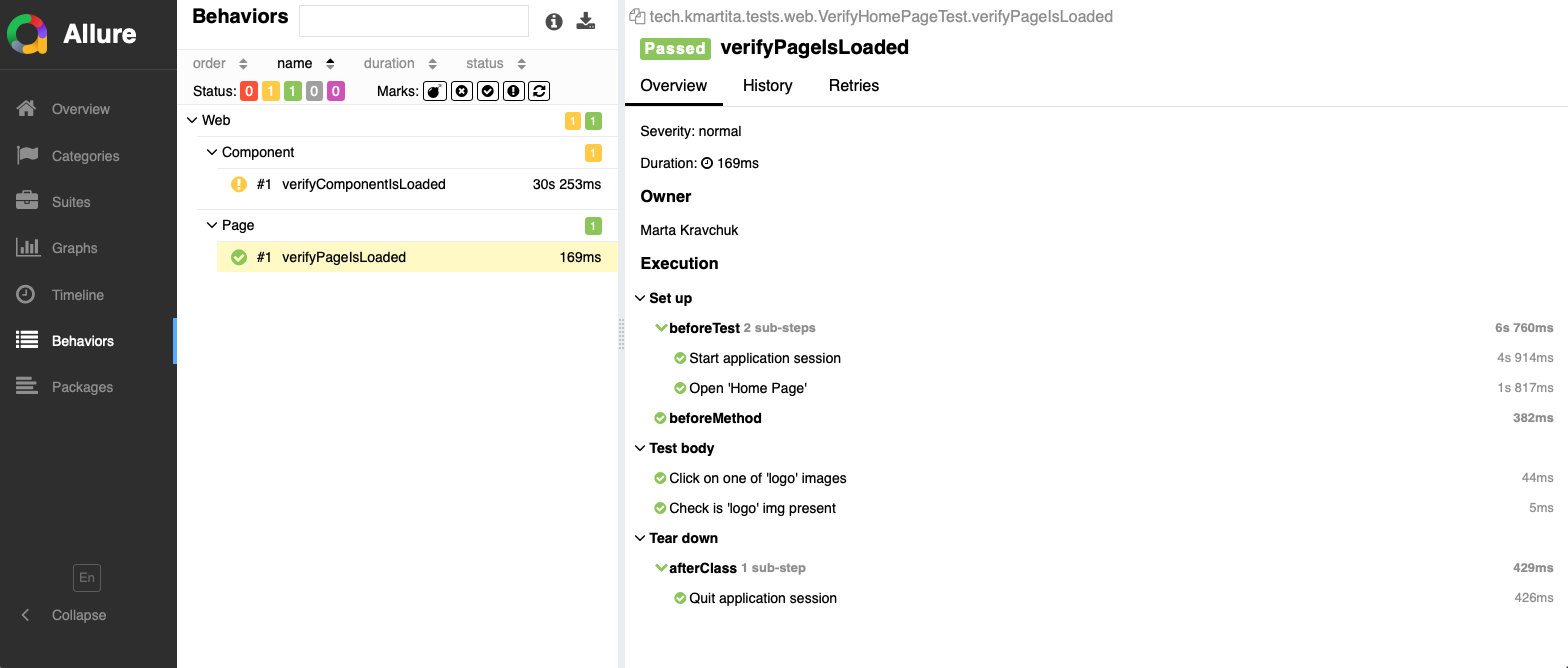 Allure
Overview
Categories
Suites
Graphs
Timeline
Behaviors
Packages
En
Collapse
Behaviors
order name duration status
Status: 0 1 1 0 0 Marks:
Web 1 1
Component 1
#1 verifyComponentIsLoaded 30s 253ms
Page 1
#1 verifyPageIsLoaded 169ms
tech.kmartita.tests.web.VerifyHomePageTest.verifyPageIsLoaded
Passed verifyPageIsLoaded
Overview History Retries
Severity: normal
Duration: 169ms
Owner
Marta Kravchuk
Execution
Set up
beforeTest 2 sub-steps 6s 760ms
Start application session 4s 914ms
Open 'Home Page' 1s 817ms
beforeMethod 382ms
Test body
Click on one of 'logo' images 44ms
Check is 'logo' img present 5ms
Tear down
afterClass 1 sub-step 429ms
Quit application session 426ms